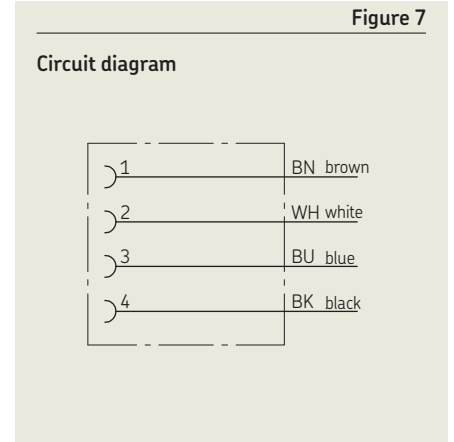 Figure 7
Circuit diagram
1 BN brown
2 WH white
3 BU blue
4 BK black